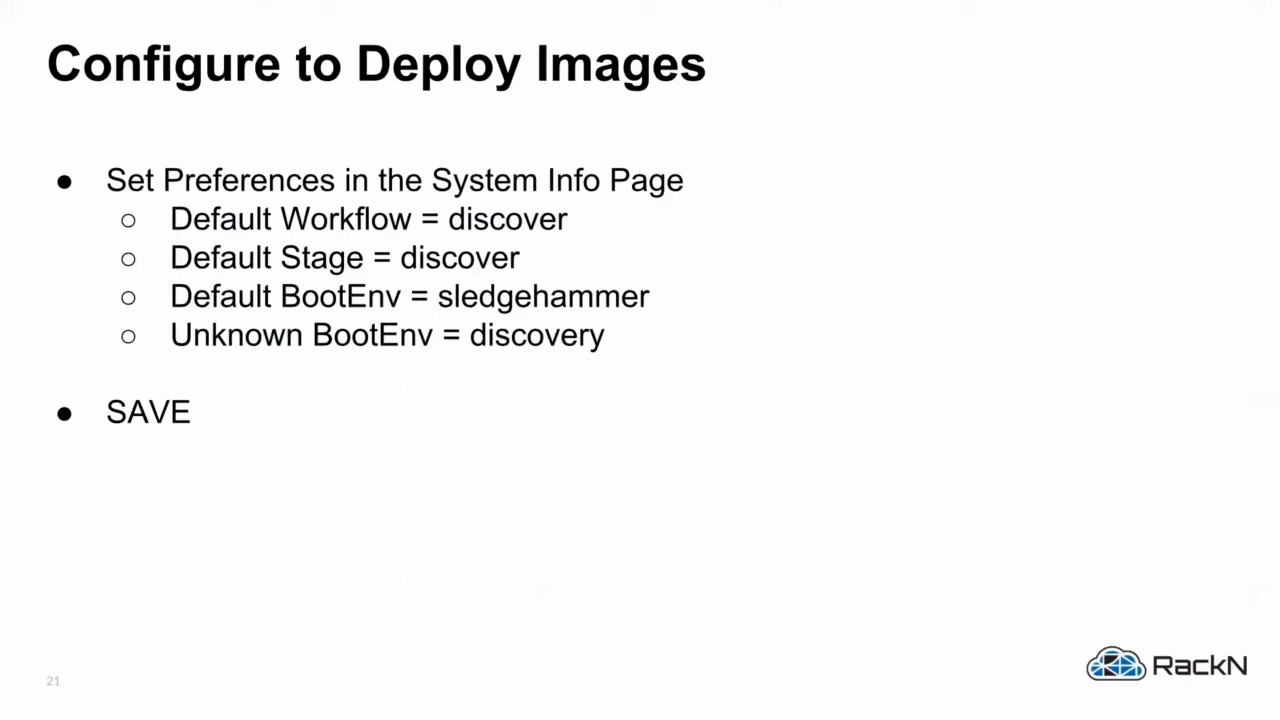 Configure to Deploy Images
● Set Preferences in the System Info Page
○ Default Workflow = discover
○ Default Stage = discover
○ Default BootEnv = sledgehammer
○ Unknown BootEnv = discovery
● SAVE
21
RackN